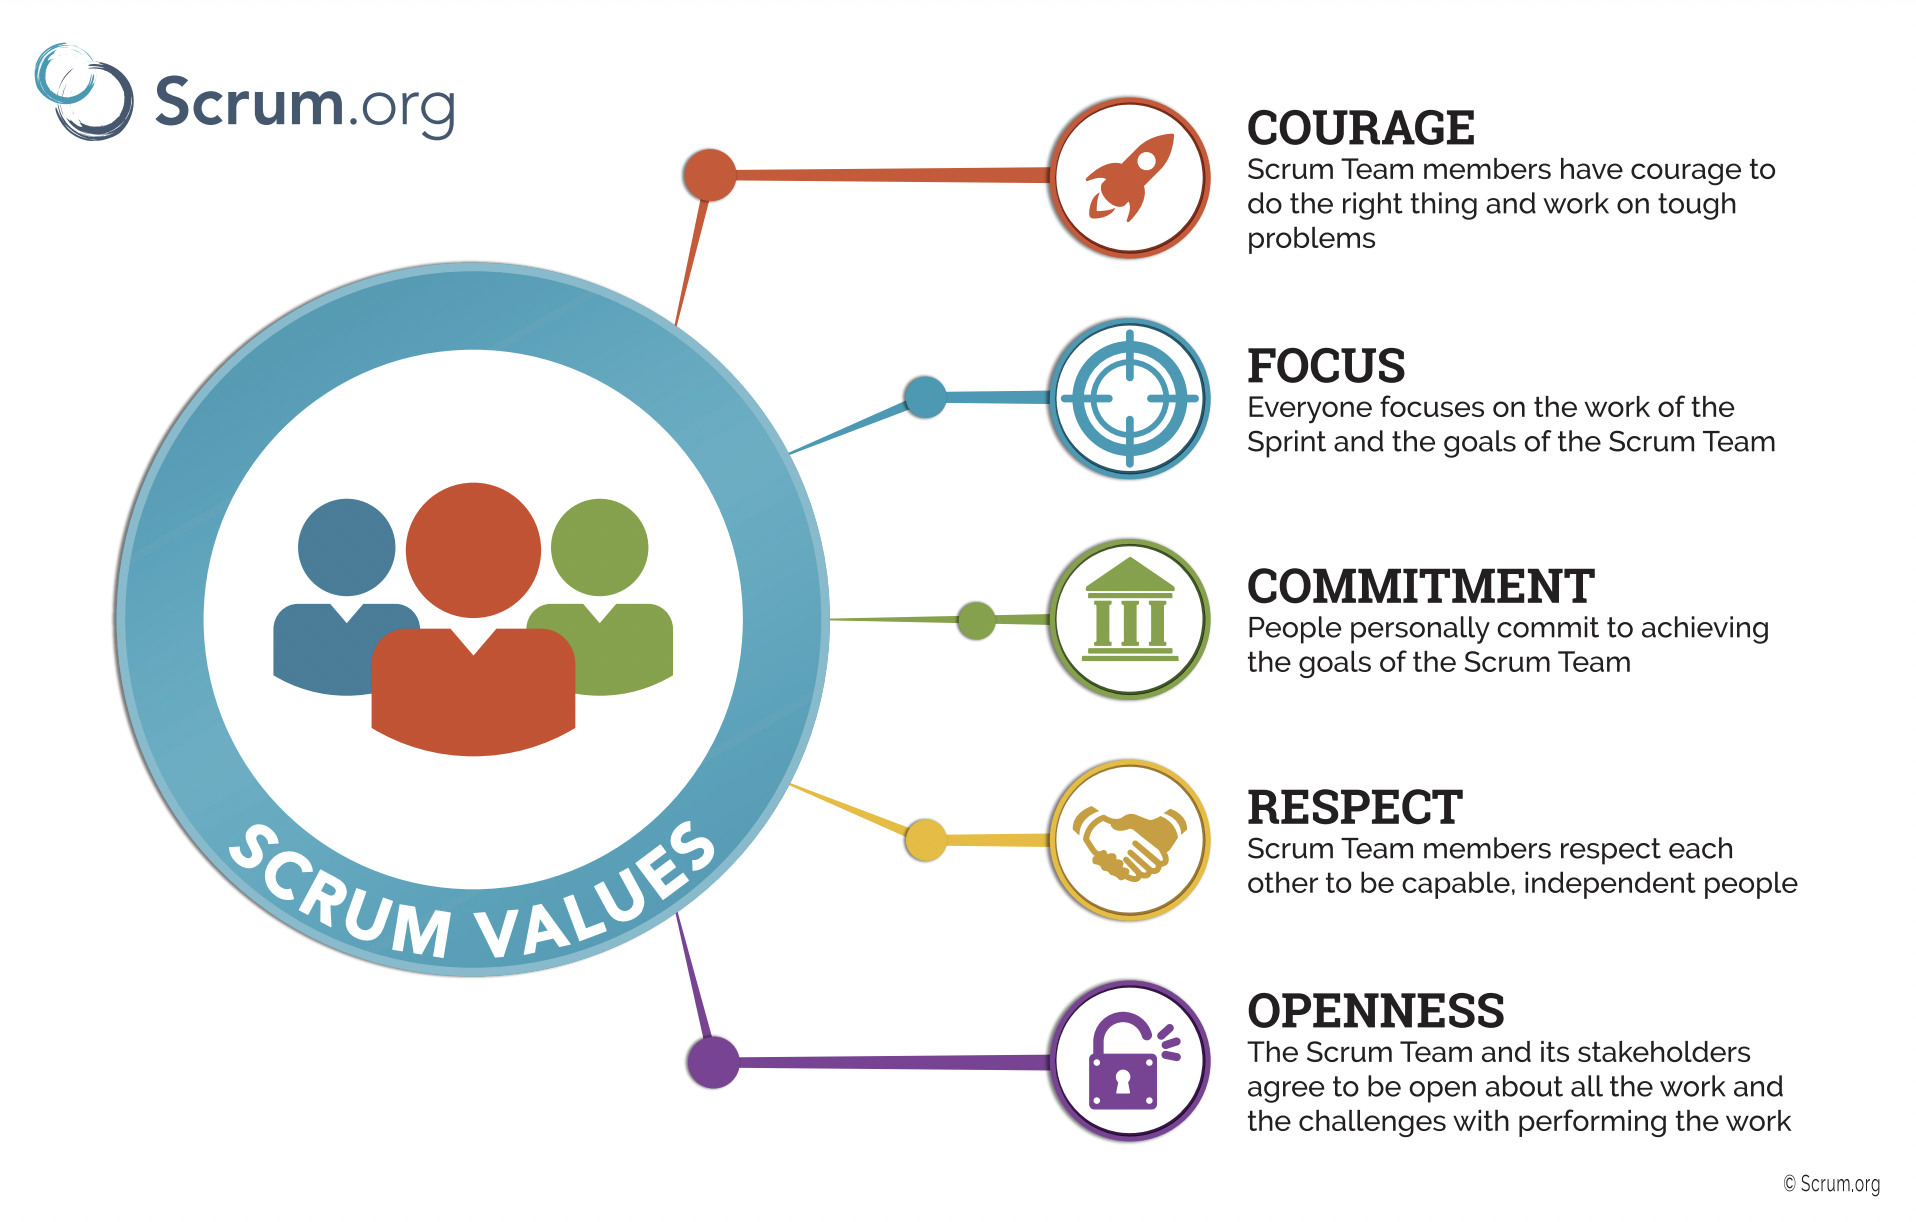 Scrum.org
COURAGE
Scrum Team members have courage to
do the right thing and work on tough
problems
FOCUS
Everyone focuses on the work of the
Sprint and the goals of the Scrum Team
COMMITMENT
People personally commit to achieving
the goals of the Scrum Team
RESPECT
Scrum Team members respect each
other to be capable, independent people
OPENNESS
The Scrum Team and its stakeholders
agree to be open about all the work and
the challenges with performing the work
SCRUM VALUES
© Scrum.org